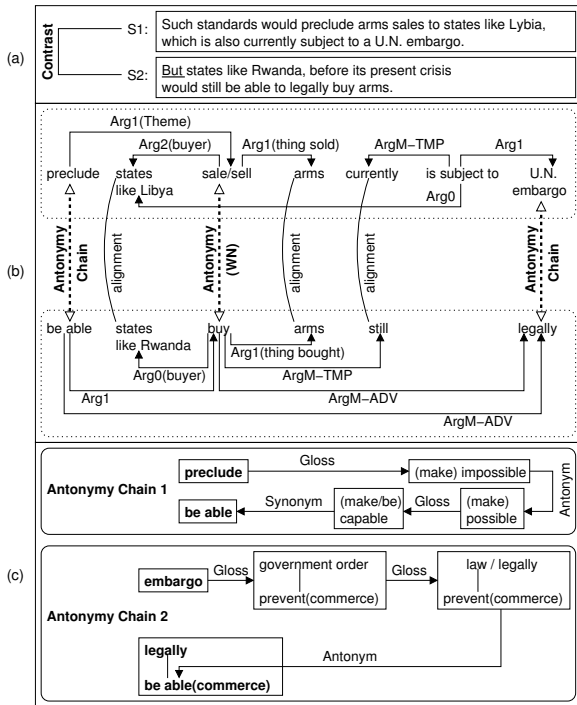 (a)
Contrast
S1:
Such standards would preclude arms sales to states like Lybia,
which is also currently subject to a U.N. embargo.
S2:
But states like Rwanda, before its present crisis
would still be able to legally buy arms.
(b)
Arg1(Theme)
Arg2(buyer)
Arg1(thing sold)
ArgM-TMP
Arg1
preclude
states
like Libya
sale/sell
arms
currently
is subject to
U.N.
embargo
Arg0
Antonymy
Chain
alignment
Antonymy
(WN)
alignment
alignment
Antonymy
Chain
be able
states
like Rwanda
buy
arms
still
legally
Arg1(thing bought)
Arg0(buyer)
ArgM-TMP
Arg1
ArgM-ADV
ArgM-ADV
(c)
Antonymy Chain 1
preclude
Gloss
(make) impossible
Antonym
be able
Synonym
(make/be)
capable
Gloss
(make)
possible
Antonymy Chain 2
embargo
Gloss
government order
prevent(commerce)
Gloss
law / legally
prevent(commerce)
legally
be able(commerce)
Antonym